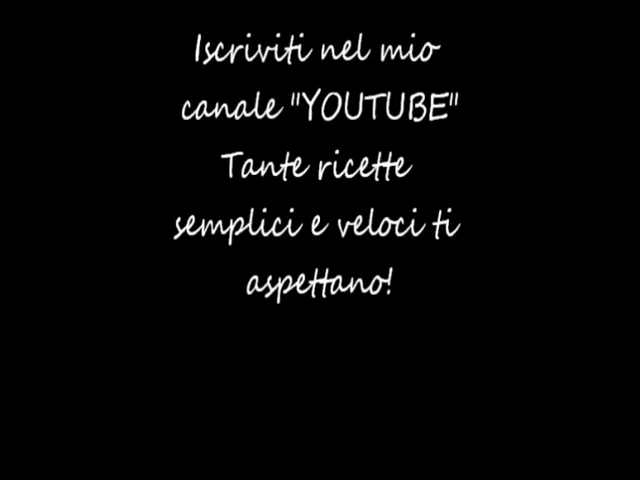 Iscriviti nel mio
canale "YOUTUBE"
Tante ricette
semplici e veloci ti
aspettano!